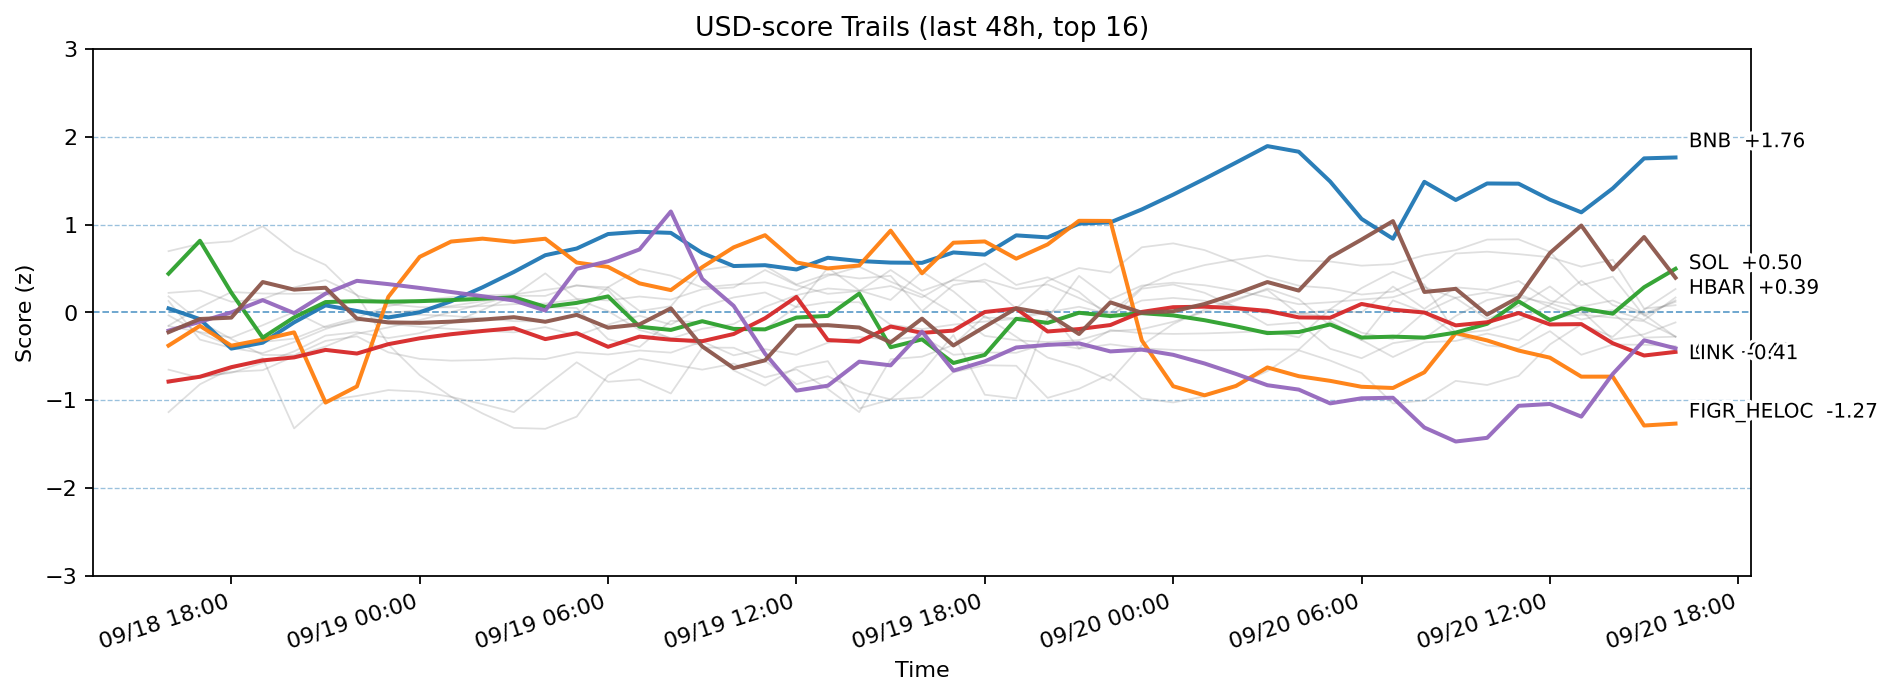 USD-score Trails (last 48h, top 16)
3
2
1
0
−1
−2
−3
Score (z)
BNB +1.76
SOL +0.50
HBAR +0.39
LINK -0.41
FIGR_HELOC -1.27
09/18 18:00
09/19 00:00
09/19 06:00
09/19 12:00
09/19 18:00
09/20 00:00
09/20 06:00
09/20 12:00
09/20 18:00
Time